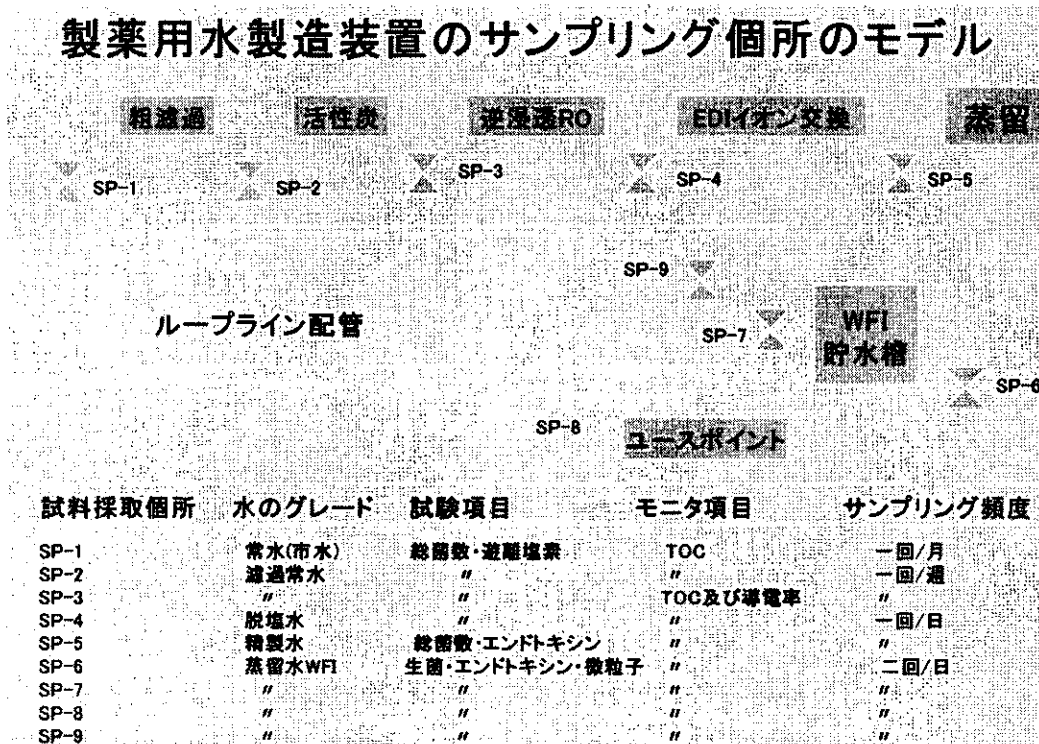 製薬用水製造装置のサンプリング個所のモデル
粗濾過 活性炭 逆浸透RO EDIイオン交換 蒸留
SP-1 SP-2 SP-3 SP-4 SP-5
SP-9
ループライン配管 SP-7 WFI
貯水槽
SP-6
SP-8 ユースポイント
試料採取個所 水のグレード 試験項目 モニタ項目 サンプリング頻度
SP-1 常水(市水) 総菌数・遊離塩素 TOC 一回/月
SP-2 濾過常水 〃 〃 一回/週
SP-3 〃 〃 TOC及び導電率 〃
SP-4 脱塩水 〃 〃 一回/日
SP-5 精製水 総菌数・エンドトキシン 〃 〃
SP-6 蒸留水WFI 生菌・エンドトキシン・微粒子 〃 二回/日
SP-7 〃 〃 〃 〃
SP-8 〃 〃 〃 〃
SP-9 〃 〃 〃 〃